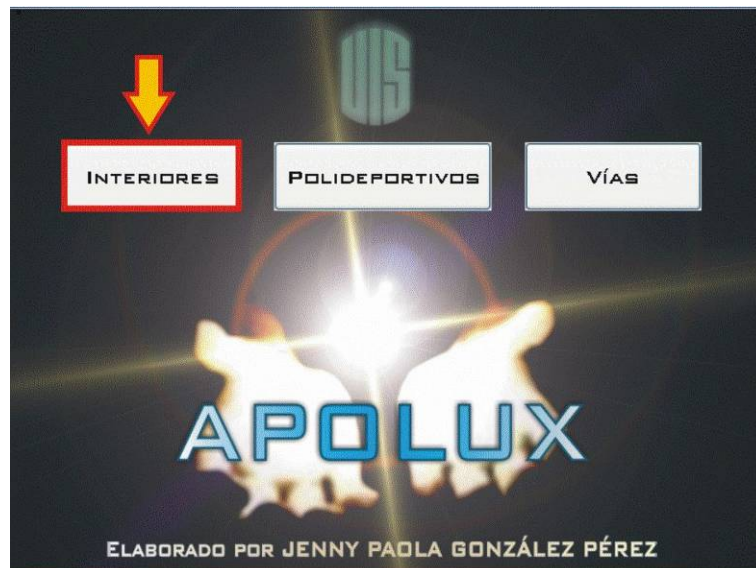 UIS
INTERIORES
POLIDEPORTIVOS
VÍAS
APOLUX
ELABORADO POR JENNY PAOLA GONZÁLEZ PÉREZ